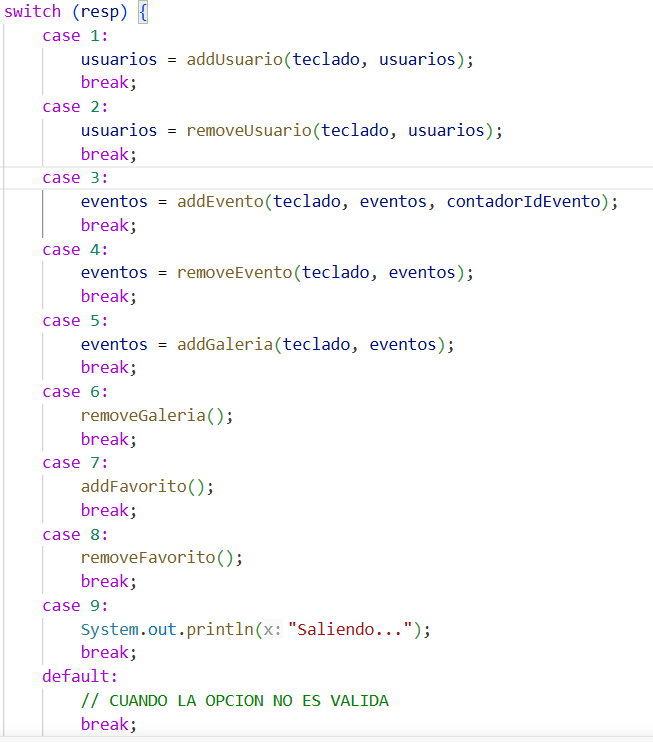 switch (resp) {
    case 1:
        usuarios = addUsuario(teclado, usuarios);
        break;
    case 2:
        usuarios = removeUsuario(teclado, usuarios);
        break;
    case 3:
        eventos = addEvento(teclado, eventos, contadorIdEvento);
        break;
    case 4:
        eventos = removeEvento(teclado, eventos);
        break;
    case 5:
        eventos = addGaleria(teclado, eventos);
        break;
    case 6:
        removeGaleria();
        break;
    case 7:
        addFavorito();
        break;
    case 8:
        removeFavorito();
        break;
    case 9:
        System.out.println(x: "Saliendo...");
        break;
    default:
        // CUANDO LA OPCION NO ES VALIDA
        break;